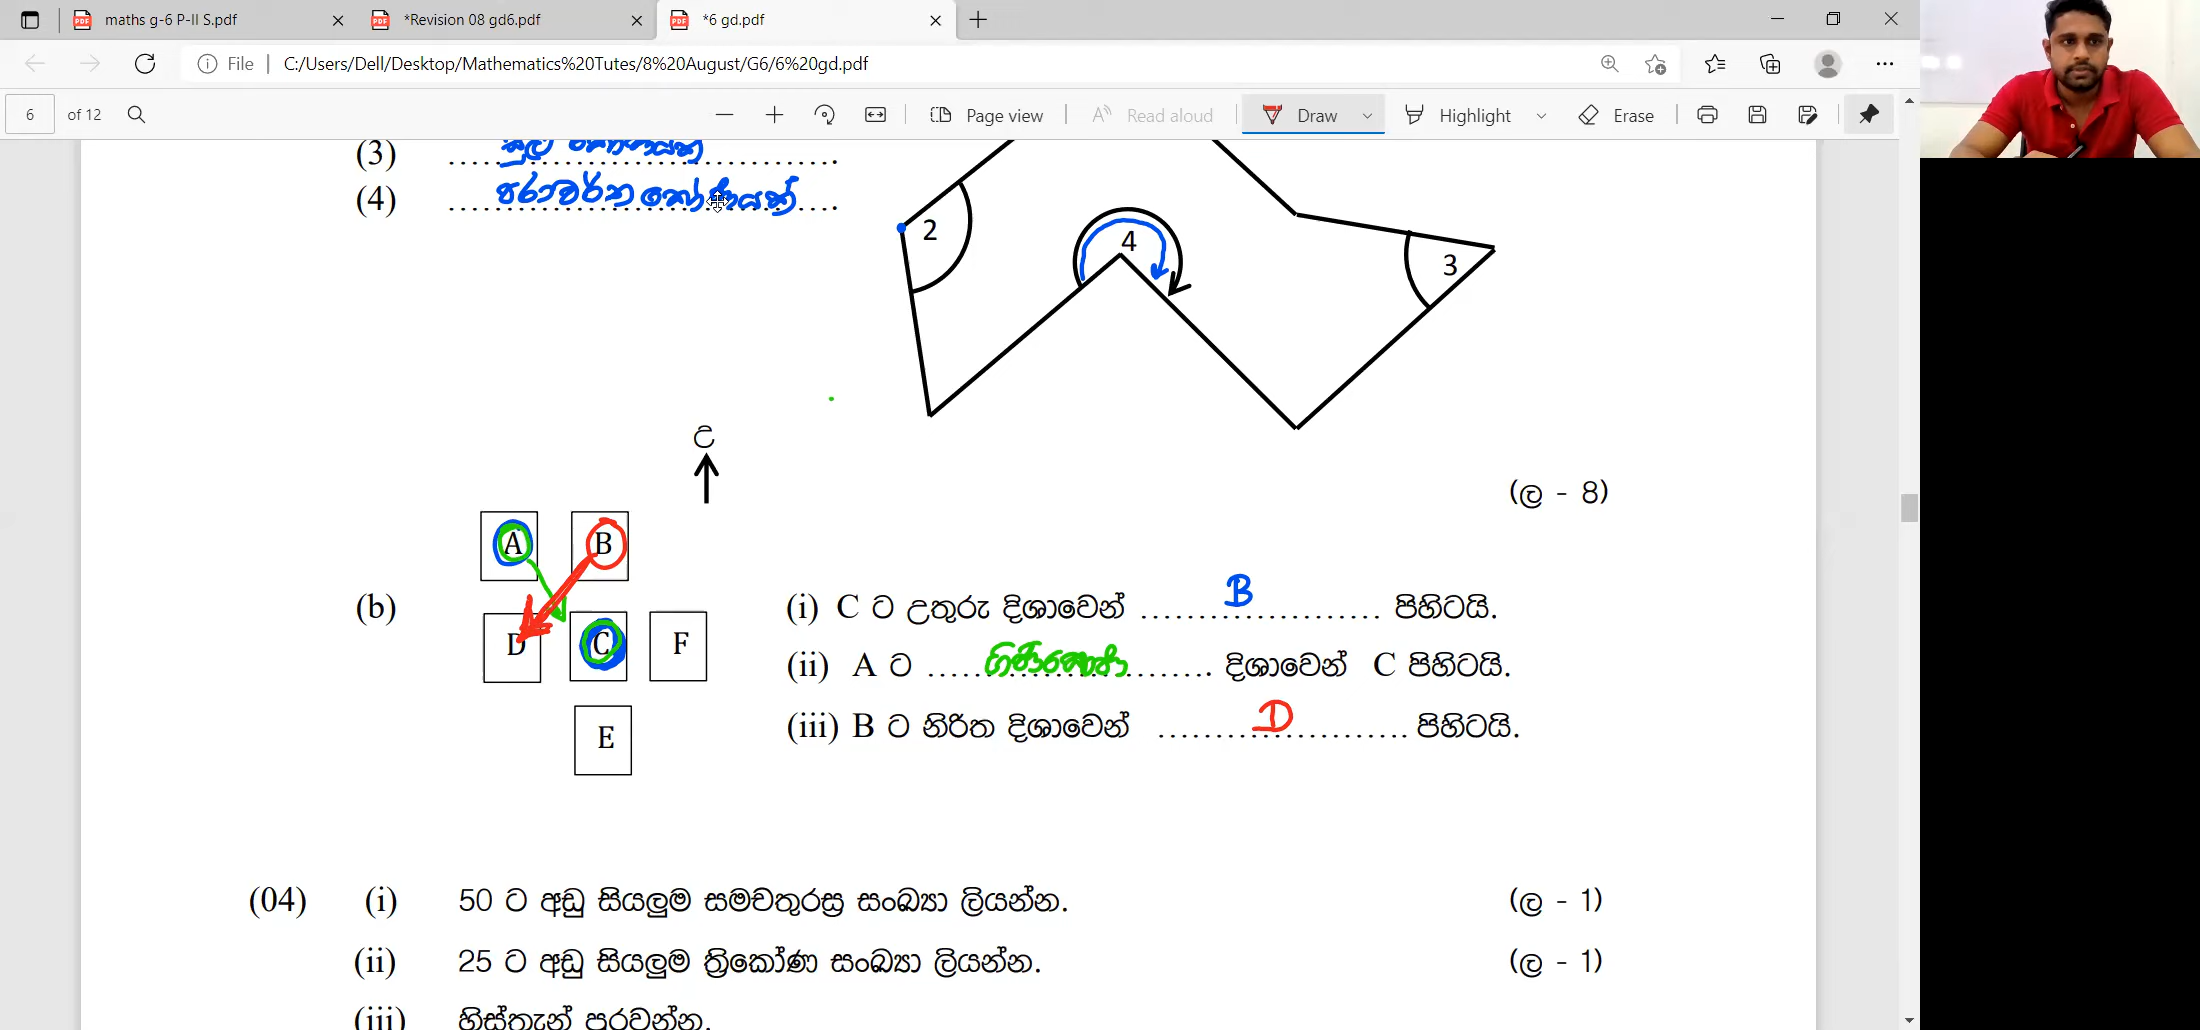 maths g-6 P-II S.pdf
*Revision 08 gd6.pdf
*6 gd.pdf
File
C:/Users/Dell/Desktop/Mathematics%20Tutes/8%20August/G6/6%20gd.pdf
6 of 12
Page view
Read aloud
Draw
Highlight
Erase
(3) ..............................
(4) පරාවර්ත කෝණයක්
2
4
3
උ
(ල - 8)
A B
(b)
D C F
E
(i) C ට උතුරු දිශාවෙන් B පිහිටයි.
(ii) A ට ගිණිකොණ දිශාවෙන් C පිහිටයි.
(iii) B ට නිරිත දිශාවෙන් D පිහිටයි.
(04) (i) 50 ට අඩු සියලුම සමචතුරස්‍ර සංඛ්‍යා ලියන්න. (ල - 1)
(ii) 25 ට අඩු සියලුම ත්‍රිකෝණ සංඛ්‍යා ලියන්න. (ල - 1)
(iii) හිස්තැන් පුරවන්න.